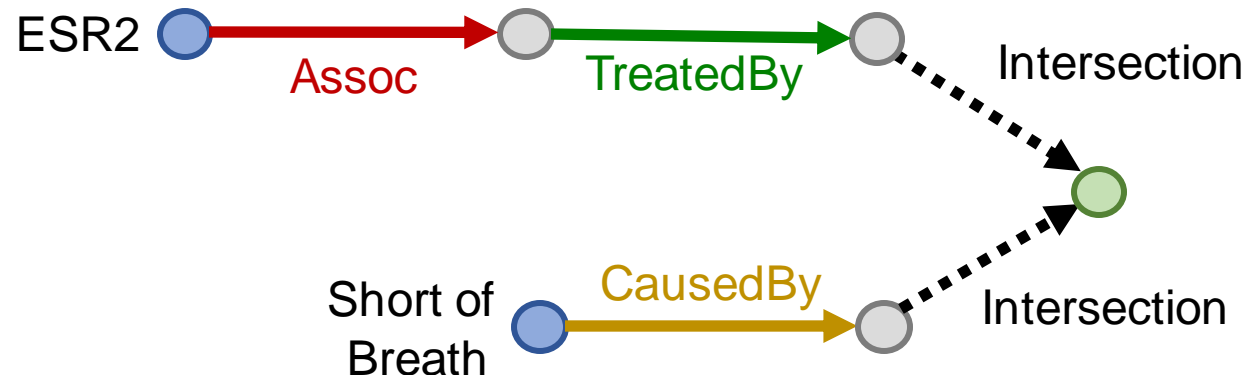 ESR2
Assoc
TreatedBy
Intersection
Short of
Breath
CausedBy
Intersection